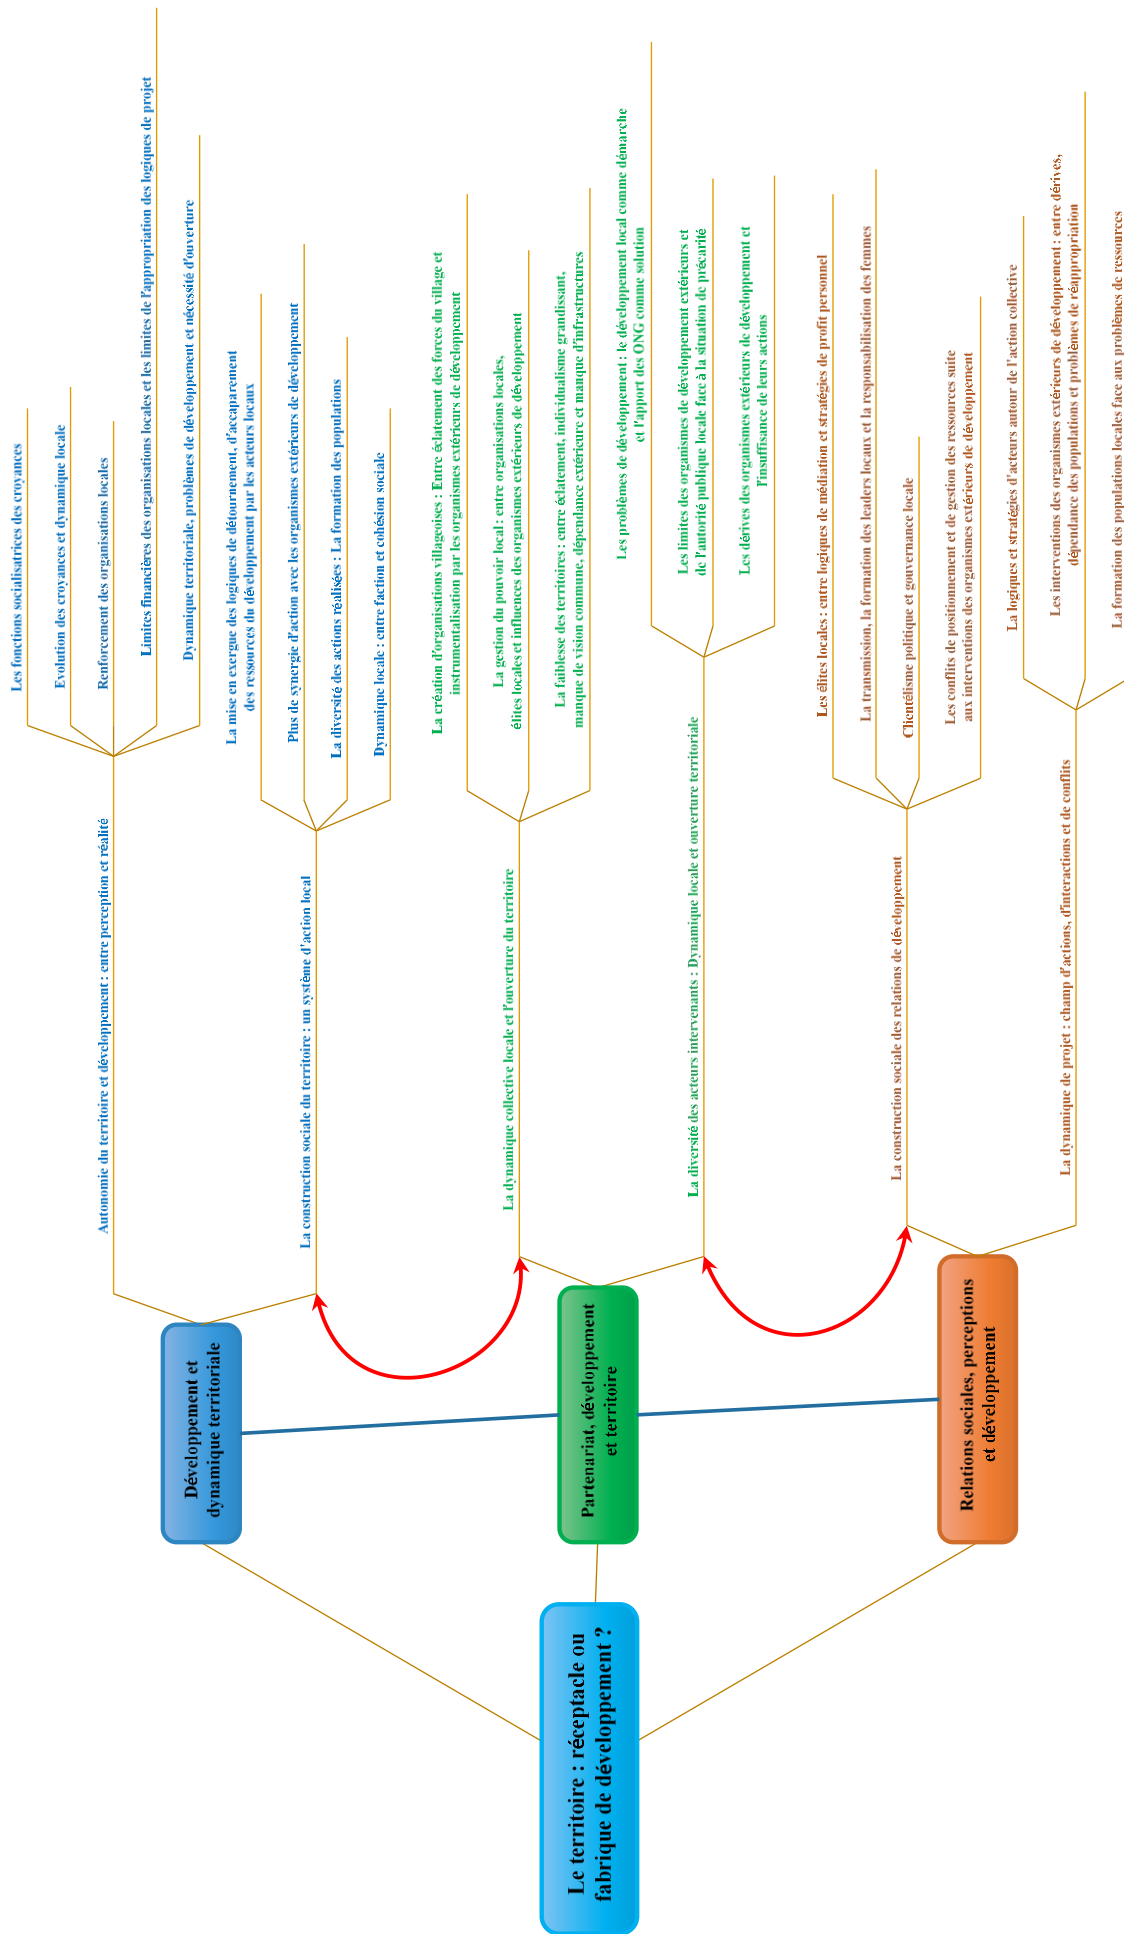 Le territoire : réceptacle ou
fabrique de développement ?
Développement et
dynamique territoriale
Autonomie du territoire et développement : entre perception et réalité
Les fonctions socialisatrices des croyances
Evolution des croyances et dynamique locale
Renforcement des organisations locales
Limites financières des organisations locales et les limites de l'appropriation des logiques de projet
Dynamique territoriale, problèmes de développement et nécessité d'ouverture
La construction sociale du territoire : un système d'action local
La mise en exergue des logiques de détournement, d'accaparement
des ressources du développement par les acteurs locaux
Plus de synergie d'action avec les organismes extérieurs de développement
La diversité des actions réalisées : La formation des populations
Dynamique locale : entre faction et cohésion sociale
Partenariat, développement
et territoire
La dynamique collective locale et l'ouverture du territoire
La création d'organisations villageoises : Entre éclatement des forces du village et
instrumentalisation par les organismes extérieurs de développement
La gestion du pouvoir local : entre organisations locales,
élites locales et influences des organismes extérieurs de développement
La faiblesse des territoires : entre éclatement, individualisme grandissant,
manque de vision commune, dépendance extérieure et manque d'infrastructures
La diversité des acteurs intervenants : Dynamique locale et ouverture territoriale
Les problèmes de développement : le développement local comme démarche
et l'apport des ONG comme solution
Les limites des organismes de développement extérieurs et
de l'autorité publique locale face à la situation de précarité
Les dérives des organismes extérieurs de développement et
l'insuffisance de leurs actions
Relations sociales, perceptions
et développement
La construction sociale des relations de développement
Les élites locales : entre logiques de médiation et stratégies de profit personnel
La transmission, la formation des leaders locaux et la responsabilisation des femmes
Clientélisme politique et gouvernance locale
Les conflits de positionnement et de gestion des ressources suite
aux interventions des organismes extérieurs de développement
La dynamique de projet : champ d'actions, d'interactions et de conflits
La logiques et stratégies d'acteurs autour de l'action collective
Les interventions des organismes extérieurs de développement : entre dérives,
dépendance des populations et problèmes de réappropriation
La formation des populations locales face aux problèmes de ressources